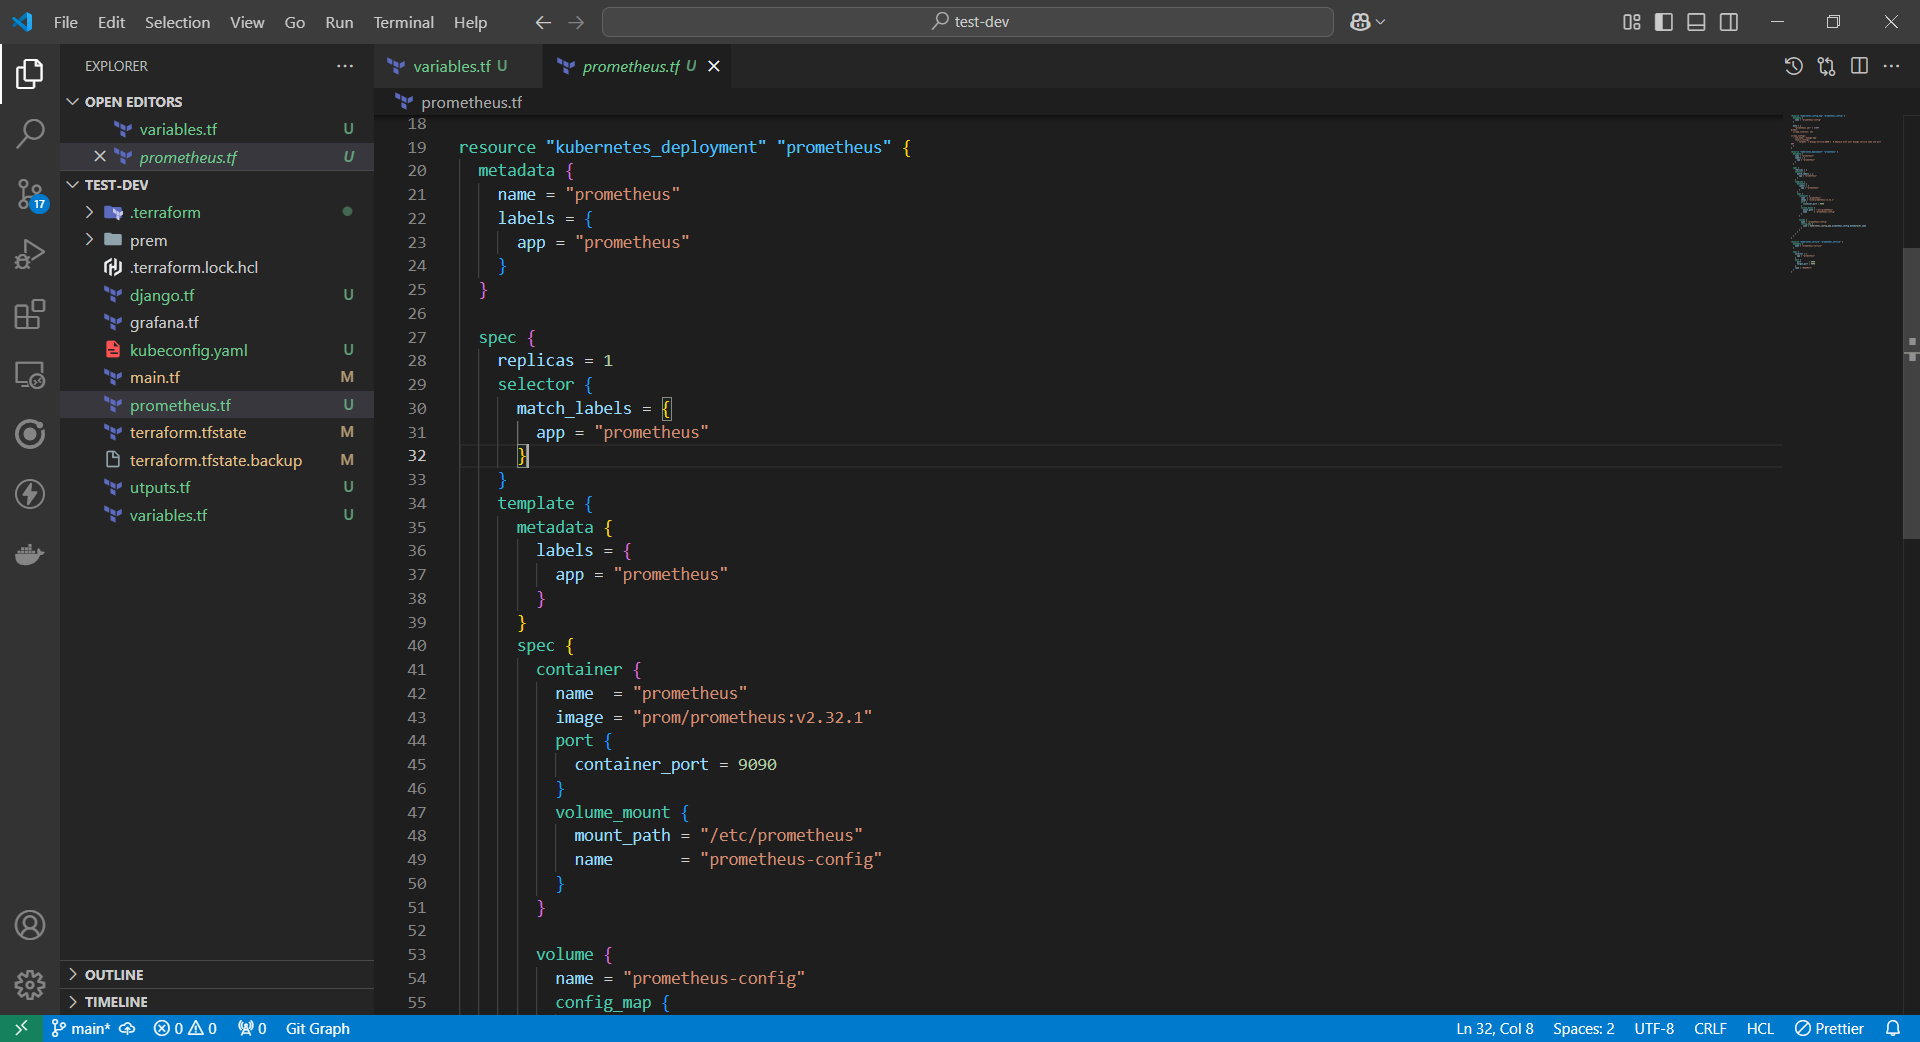 File Edit Selection View Go Run Terminal Help
test-dev
EXPLORER
OPEN EDITORS
variables.tf U
prometheus.tf U
TEST-DEV
.terraform
prem
.terraform.lock.hcl
django.tf U
grafana.tf
kubeconfig.yaml U
main.tf M
prometheus.tf U
terraform.tfstate M
terraform.tfstate.backup M
utputs.tf U
variables.tf U
17
OUTLINE
TIMELINE
variables.tf U prometheus.tf U
prometheus.tf
18
19 resource "kubernetes_deployment" "prometheus" {
20 metadata {
21 name = "prometheus"
22 labels = {
23 app = "prometheus"
24 }
25 }
26
27 spec {
28 replicas = 1
29 selector {
30 match_labels = {
31 app = "prometheus"
32 }
33 }
34 template {
35 metadata {
36 labels = {
37 app = "prometheus"
38 }
39 }
40 spec {
41 container {
42 name  = "prometheus"
43 image = "prom/prometheus:v2.32.1"
44 port {
45 container_port = 9090
46 }
47 volume_mount {
48 mount_path = "/etc/prometheus"
49 name       = "prometheus-config"
50 }
51 }
52
53 volume {
54 name = "prometheus-config"
55 config_map {
main* 0 0 0 Git Graph Ln 32, Col 8 Spaces: 2 UTF-8 CRLF HCL Prettier